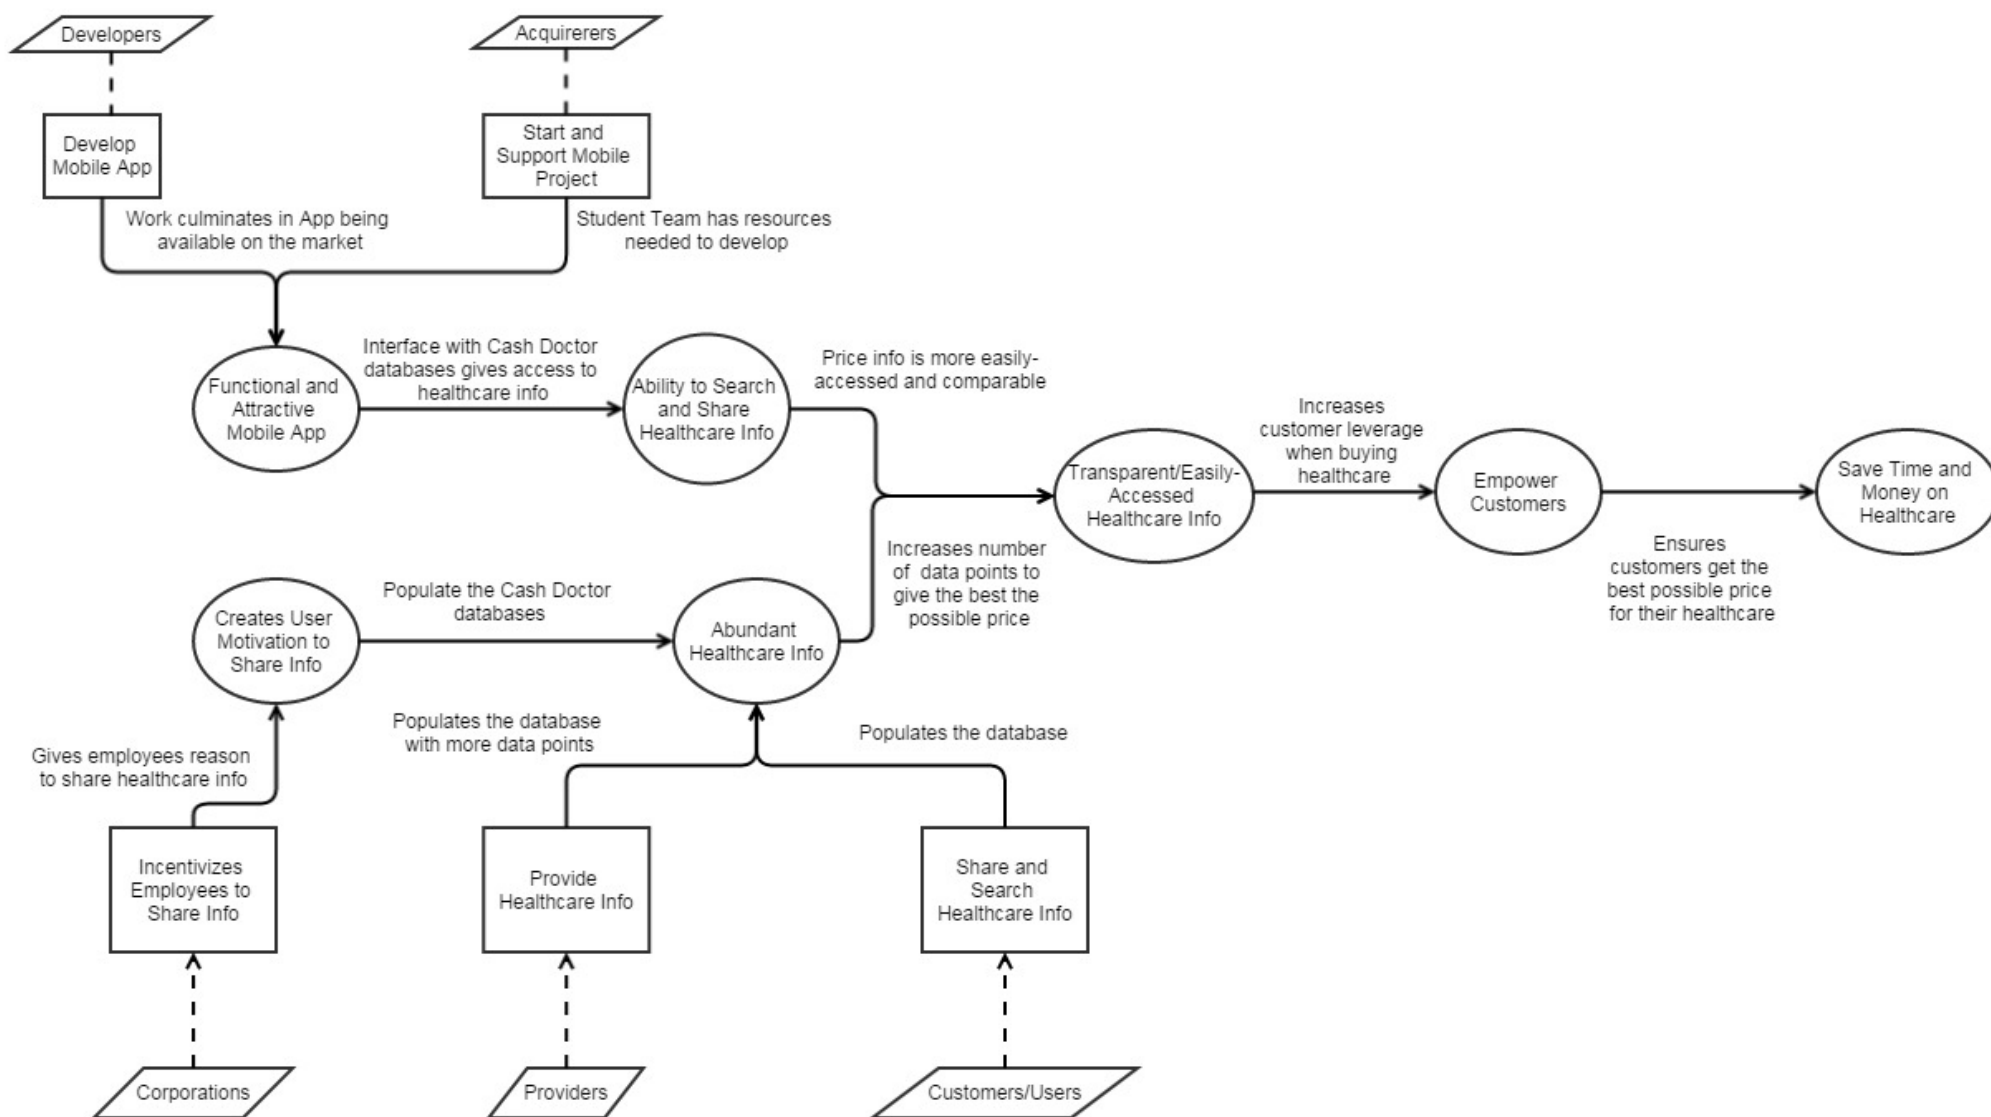 Developers
Acquirerers
Develop
Mobile App
Start and
Support Mobile
Project
Work culminates in App being
available on the market
Student Team has resources
needed to develop
Functional and
Attractive
Mobile App
Interface with Cash Doctor
databases gives access to
healthcare info
Ability to Search
and Share
Healthcare Info
Price info is more easily-
accessed and comparable
Transparent/Easily-
Accessed
Healthcare Info
Increases
customer leverage
when buying
healthcare
Empower
Customers
Ensures
customers get the
best possible price
for their healthcare
Save Time and
Money on
Healthcare
Creates User
Motivation to
Share Info
Populate the Cash Doctor
databases
Abundant
Healthcare Info
Increases number
of data points to
give the best the
possible price
Gives employees reason
to share healthcare info
Populates the database
with more data points
Populates the database
Incentivizes
Employees to
Share Info
Provide
Healthcare Info
Share and
Search
Healthcare Info
Corporations
Providers
Customers/Users